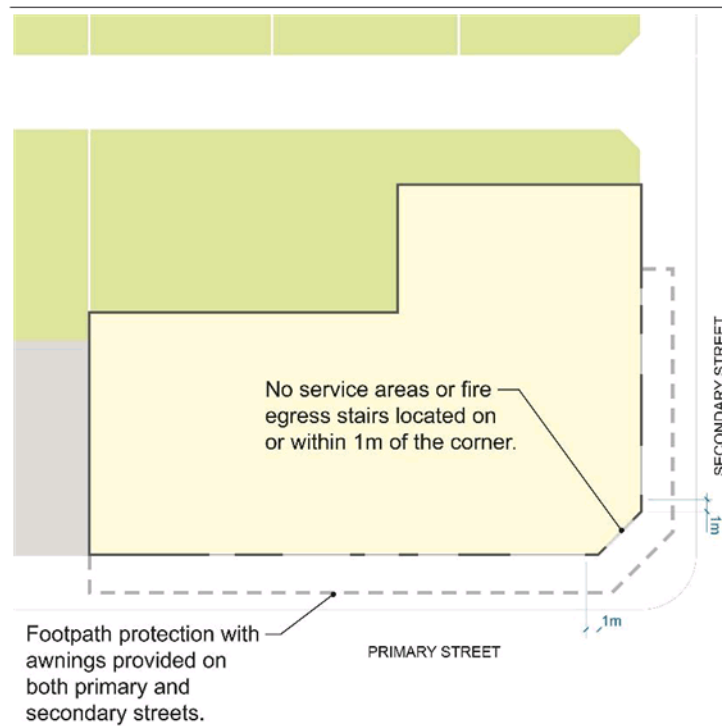 No service areas or fire
egress stairs located on
or within 1m of the corner.
SECONDARY STREET
1m
1m
Footpath protection with
awnings provided on
both primary and
secondary streets.
PRIMARY STREET